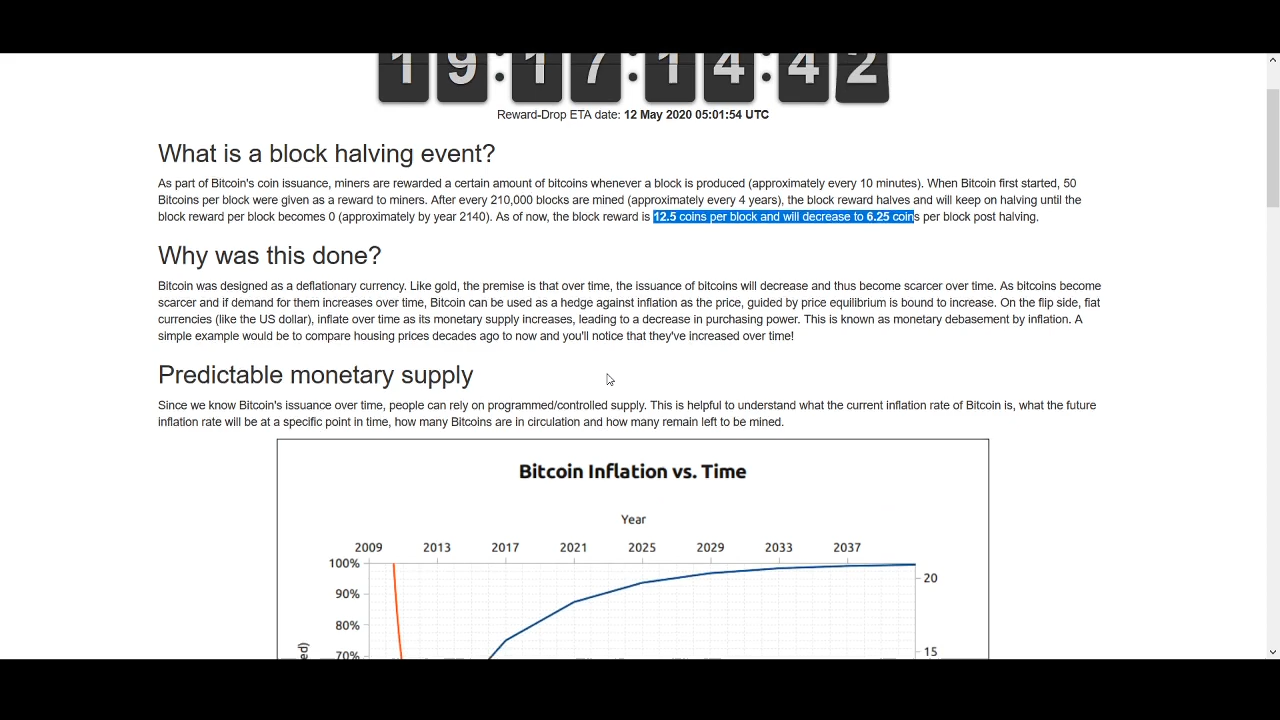 19:17:14:42
Reward-Drop ETA date: 12 May 2020 05:01:54 UTC
What is a block halving event?
As part of Bitcoin's coin issuance, miners are rewarded a certain amount of bitcoins whenever a block is produced (approximately every 10 minutes). When Bitcoin first started, 50
Bitcoins per block were given as a reward to miners. After every 210,000 blocks are mined (approximately every 4 years), the block reward halves and will keep on halving until the
block reward per block becomes 0 (approximately by year 2140). As of now, the block reward is 12.5 coins per block and will decrease to 6.25 coins per block post halving.
Why was this done?
Bitcoin was designed as a deflationary currency. Like gold, the premise is that over time, the issuance of bitcoins will decrease and thus become scarcer over time. As bitcoins become
scarcer and if demand for them increases over time, Bitcoin can be used as a hedge against inflation as the price, guided by price equilibrium is bound to increase. On the flip side, fiat
currencies (like the US dollar), inflate over time as its monetary supply increases, leading to a decrease in purchasing power. This is known as monetary debasement by inflation. A
simple example would be to compare housing prices decades ago to now and you'll notice that they've increased over time!
Predictable monetary supply
Since we know Bitcoin's issuance over time, people can rely on programmed/controlled supply. This is helpful to understand what the current inflation rate of Bitcoin is, what the future
inflation rate will be at a specific point in time, how many Bitcoins are in circulation and how many remain left to be mined.
Bitcoin Inflation vs. Time
Year
2009 2013 2017 2021 2025 2029 2033 2037
100%
20
90%
80%
15
70%